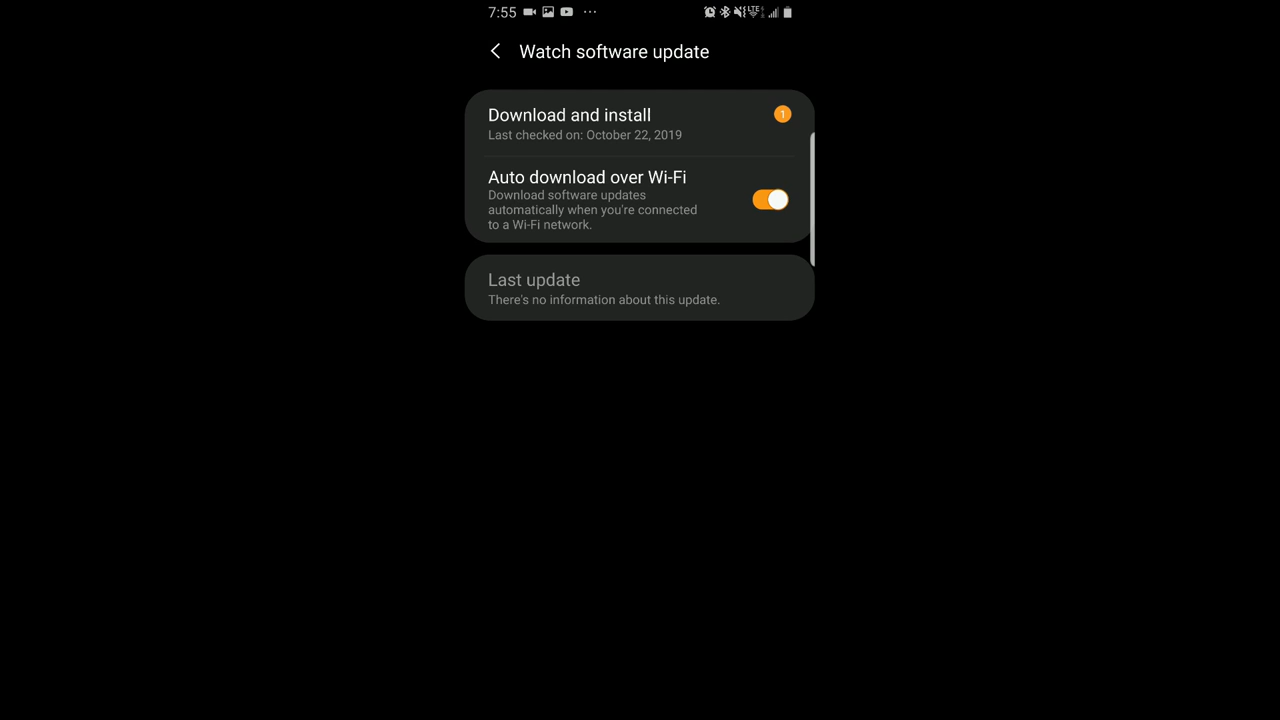 7:55
LTE
Watch software update
Download and install
1
Last checked on: October 22, 2019
Auto download over Wi-Fi
Download software updates
automatically when you're connected
to a Wi-Fi network.
Last update
There's no information about this update.